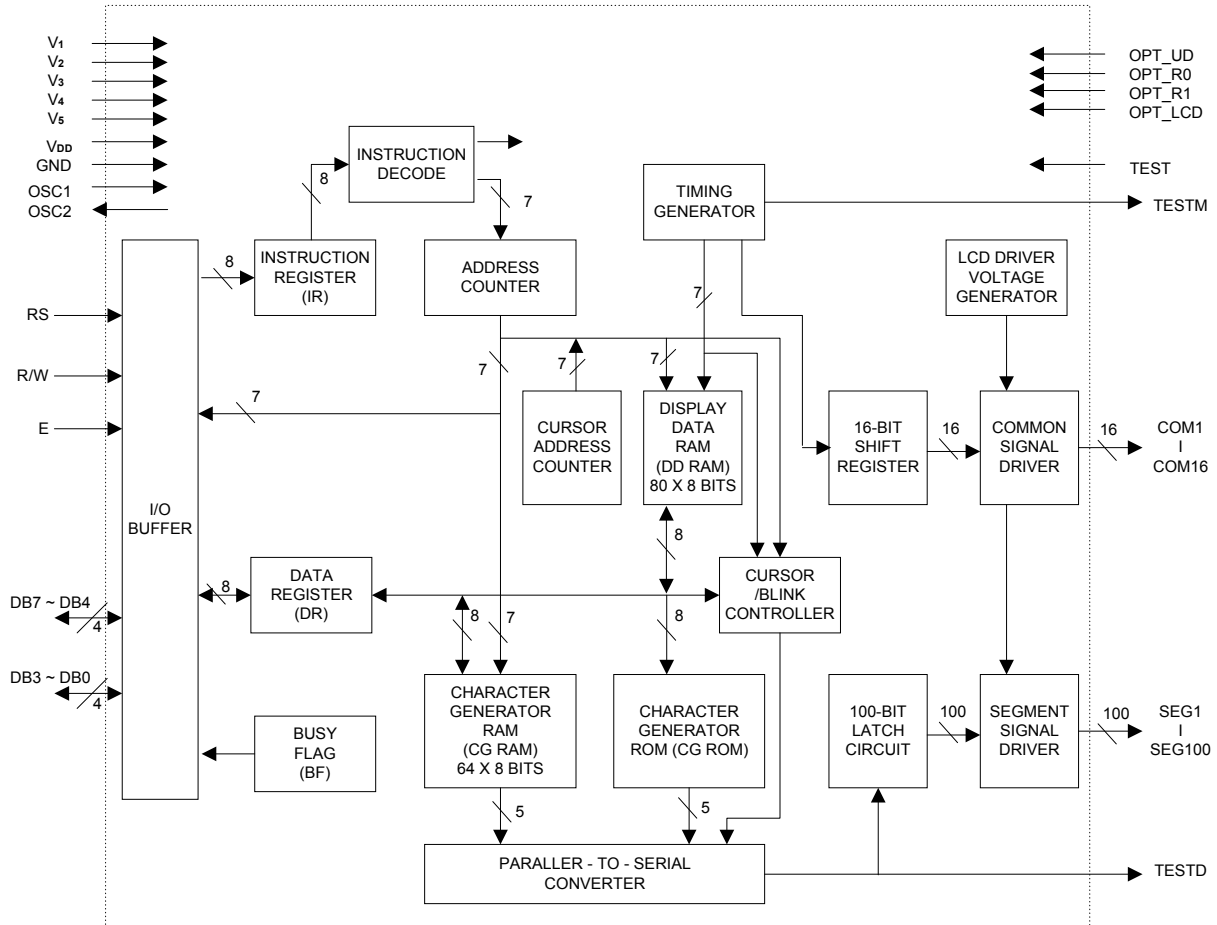 V1
V2
V3
V4
V5
VDD
GND
OSC1
OSC2
OPT_UD
OPT_R0
OPT_R1
OPT_LCD
TEST
TESTM
INSTRUCTION
DECODE
8
7
TIMING
GENERATOR
8
INSTRUCTION
REGISTER
(IR)
ADDRESS
COUNTER
LCD DRIVER
VOLTAGE
GENERATOR
7
RS
R/W
E
7
7
7
7
CURSOR
ADDRESS
COUNTER
DISPLAY
DATA
RAM
(DD RAM)
80 X 8 BITS
16-BIT
SHIFT
REGISTER
16
COMMON
SIGNAL
DRIVER
16
COM1
I
COM16
I/O
BUFFER
8
8
DATA
REGISTER
(DR)
CURSOR
/BLINK
CONTROLLER
DB7 ~ DB4
4
8
7
8
DB3 ~ DB0
4
BUSY
FLAG
(BF)
CHARACTER
GENERATOR
RAM
(CG RAM)
64 X 8 BITS
CHARACTER
GENERATOR
ROM (CG ROM)
100-BIT
LATCH
CIRCUIT
100
SEGMENT
SIGNAL
DRIVER
100
SEG1
I
SEG100
5
5
PARALLER - TO - SERIAL
CONVERTER
TESTD